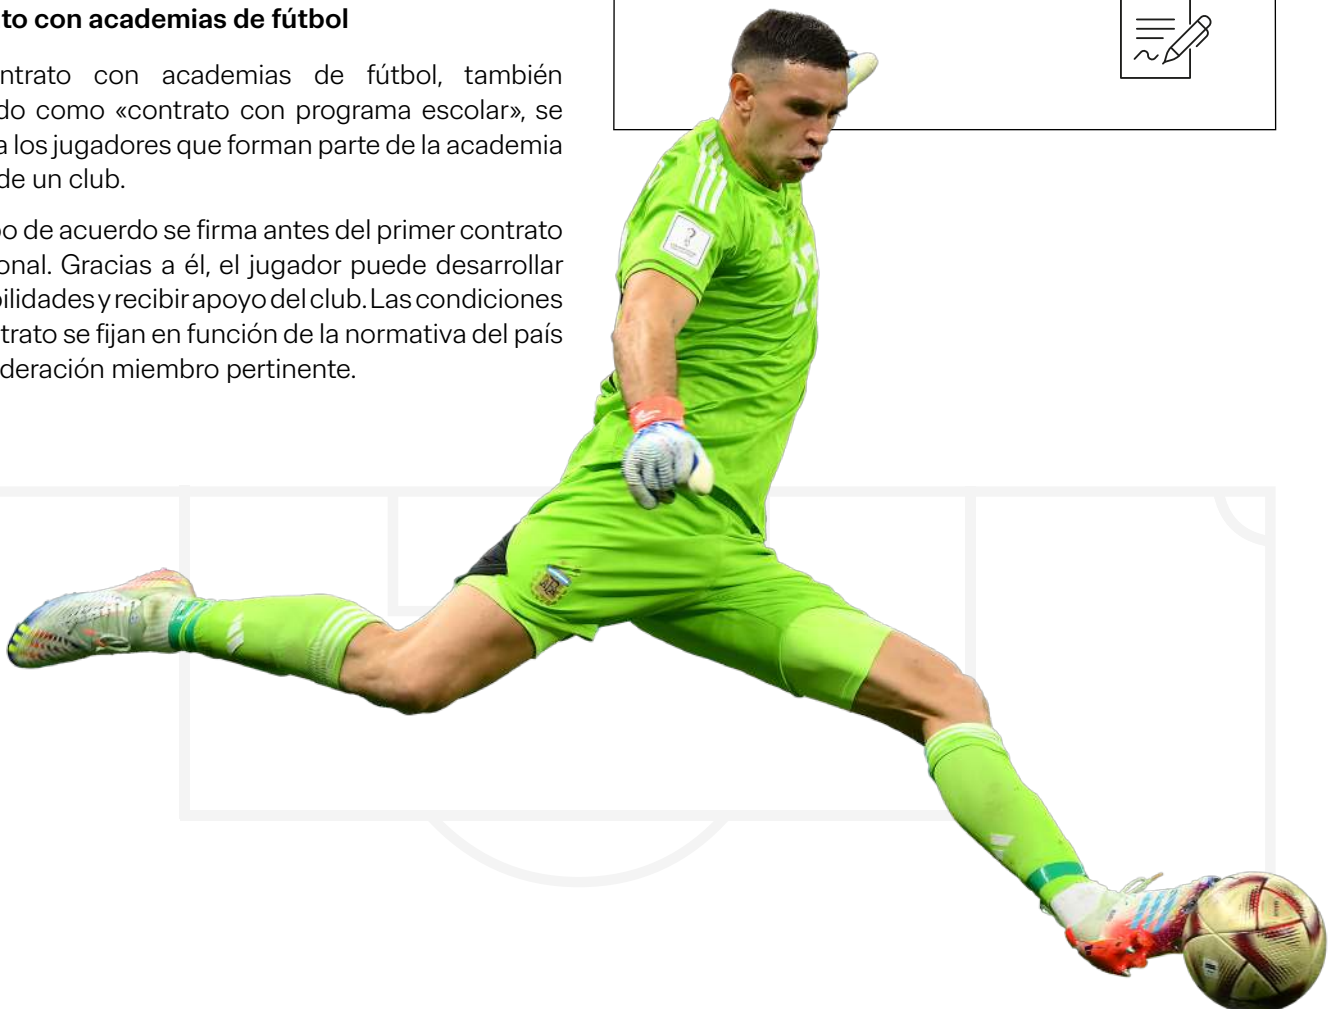 to con academias de fútbol
ntrato con academias de fútbol, también
do como «contrato con programa escolar», se
a los jugadores que forman parte de la academia
de un club.
oo de acuerdo se firma antes del primer contrato
onal. Gracias a él, el jugador puede desarrollar
bilidades y recibir apoyo del club. Las condiciones
trato se fijan en función de la normativa del país
deración miembro pertinente.